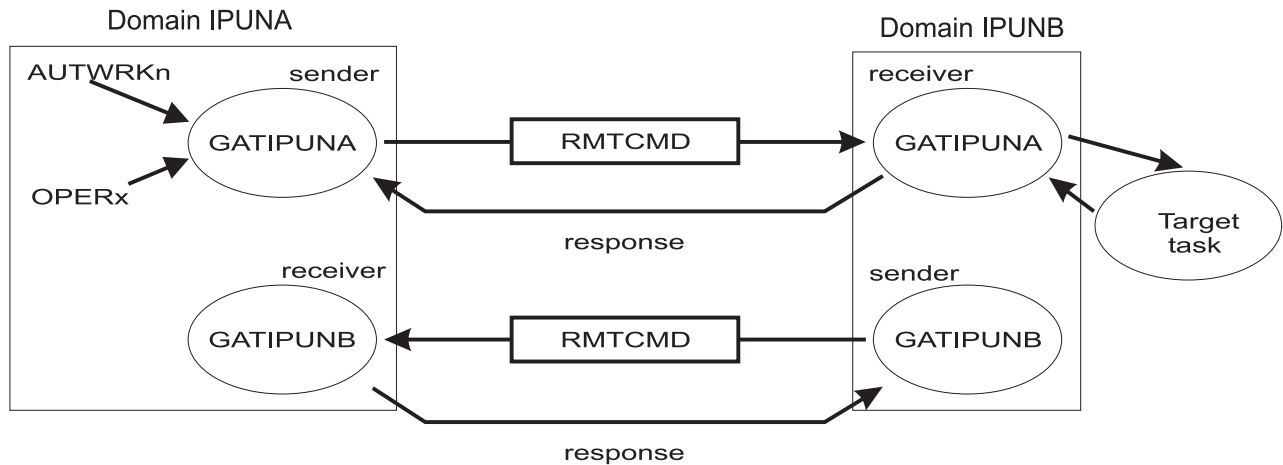 Domain IPUNA
Domain IPUNB
AUTWRKn
sender
receiver
GATIPUNA
RMTCMD
GATIPUNA
OPERx
Target
task
response
receiver
sender
GATIPUNB
RMTCMD
GATIPUNB
response